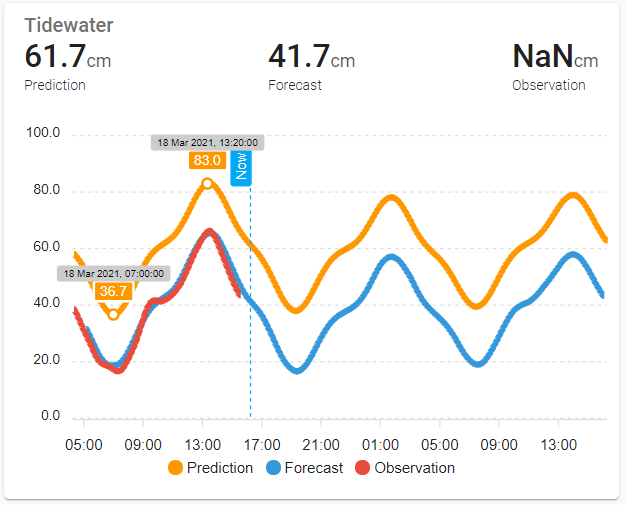 Tidewater
61.7cm 41.7cm NaNcm
Prediction Forecast Observation
100.0
18 Mar 2021, 13:20:00
83.0
Now
80.0
60.0
18 Mar 2021, 07:00:00
36.7
40.0
20.0
0.0
05:00 09:00 13:00 17:00 21:00 01:00 05:00 09:00 13:00
Prediction Forecast Observation